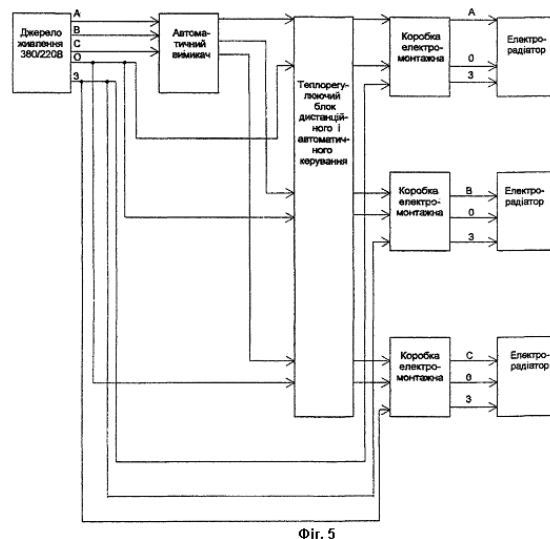 Джерело
живлення
380/220В
А
В
С
О
З
Автома-
тичний
вимикач
Теплорегу-
люючий
блок
дистанцій-
ного і
автоматич-
ного
керування
Коробка
електро-
монтажна
А
0
З
Електро-
радіатор
Коробка
електро-
монтажна
В
0
З
Електро-
радіатор
Коробка
електро-
монтажна
С
0
З
Електро-
радіатор
Фіг. 5